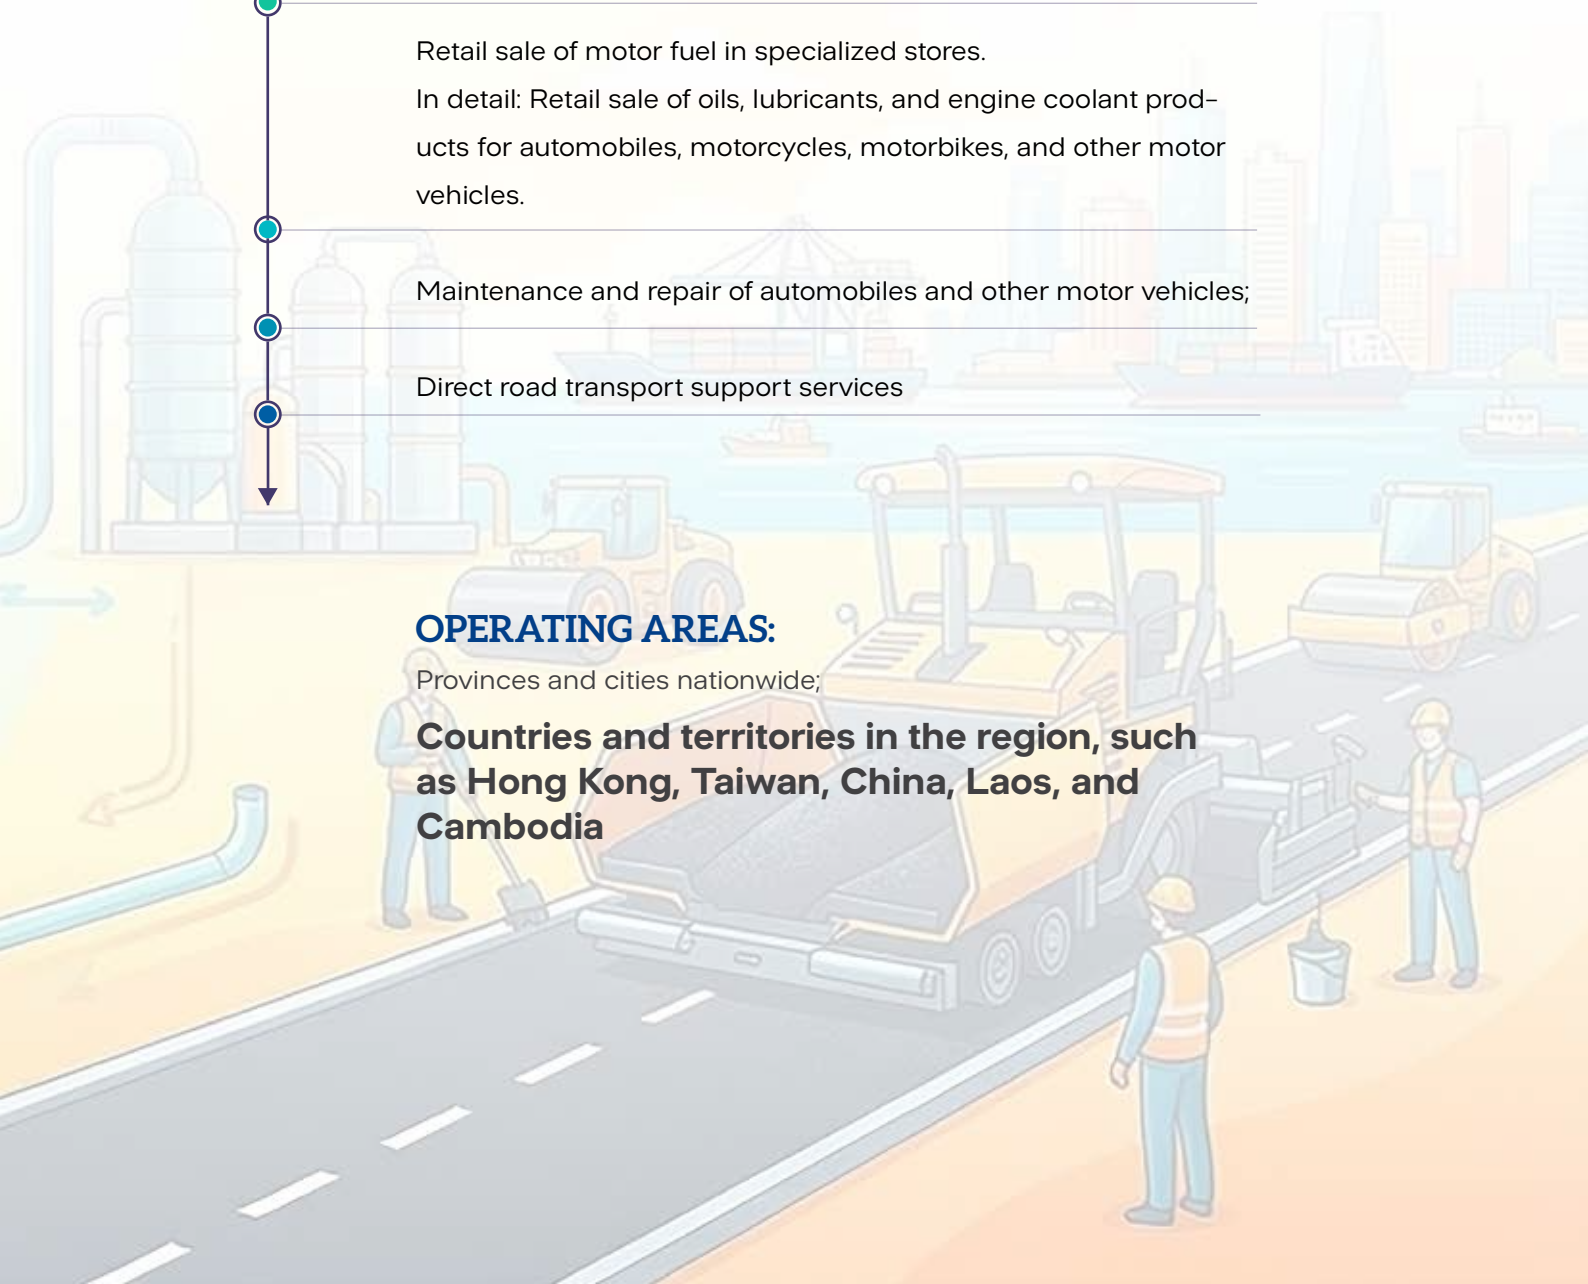 Retail sale of motor fuel in specialized stores.
In detail: Retail sale of oils, lubricants, and engine coolant prod-
ucts for automobiles, motorcycles, motorbikes, and other motor
vehicles.
Maintenance and repair of automobiles and other motor vehicles;
Direct road transport support services
OPERATING AREAS:
Provinces and cities nationwide;
Countries and territories in the region, such
as Hong Kong, Taiwan, China, Laos, and
Cambodia